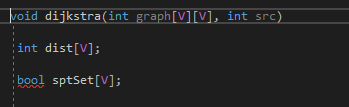 void dijkstra(int graph[V][V], int src)
int dist[V];
bool sptSet[V];